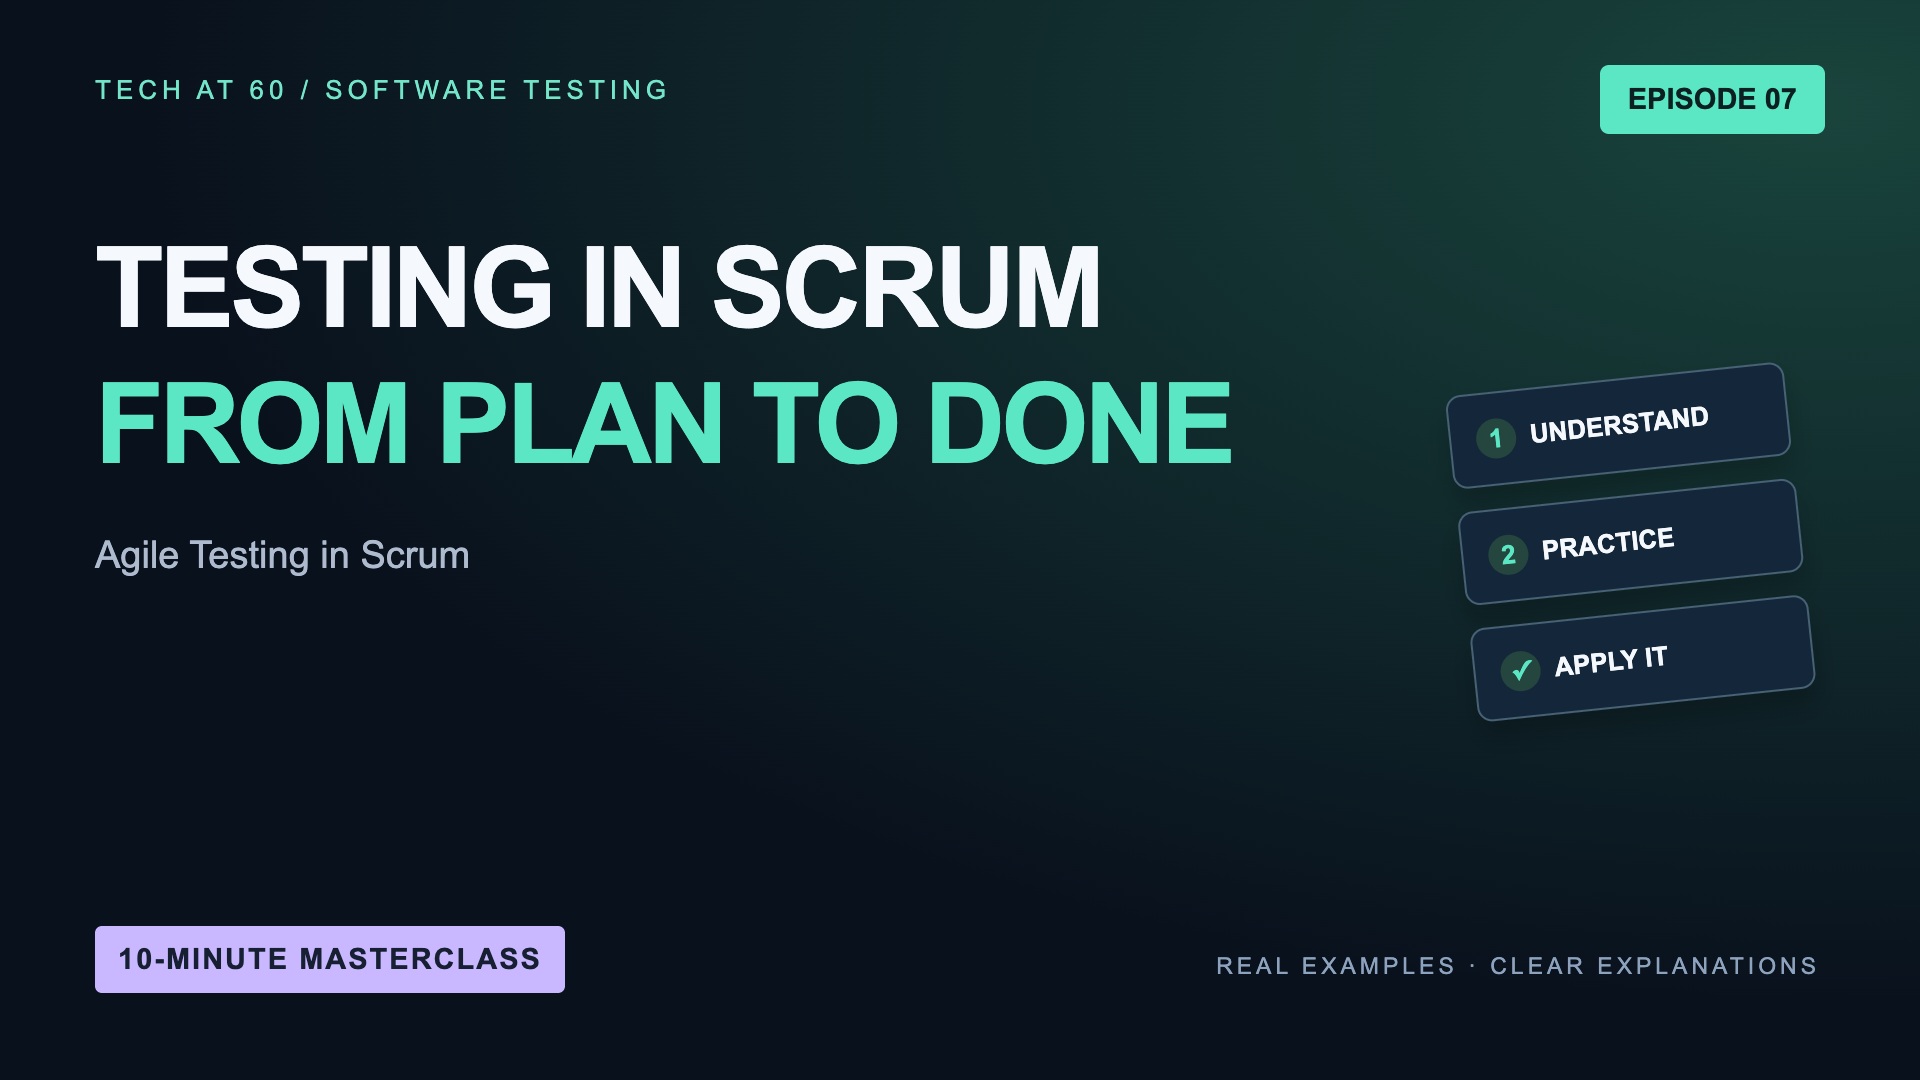 TECH AT 60 / SOFTWARE TESTING
EPISODE 07
TESTING IN SCRUM
FROM PLAN TO DONE
Agile Testing in Scrum
1 UNDERSTAND
2 PRACTICE
✓ APPLY IT
10-MINUTE MASTERCLASS
REAL EXAMPLES · CLEAR EXPLANATIONS